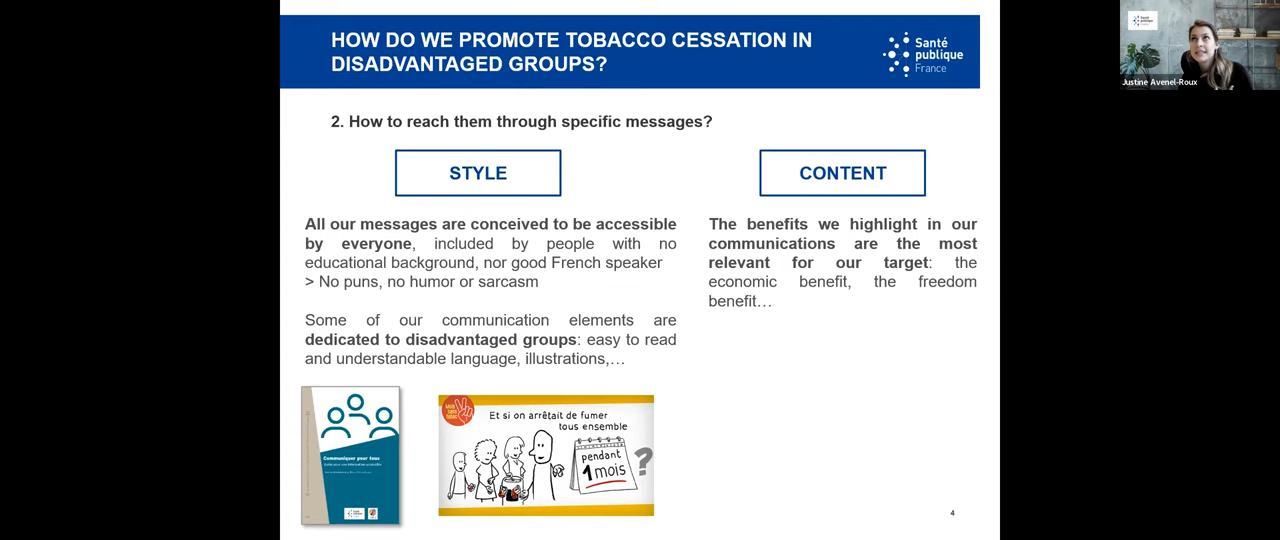 HOW DO WE PROMOTE TOBACCO CESSATION IN
DISADVANTAGED GROUPS?
Santé
publique
France
Justine Avenel-Roux
2. How to reach them through specific messages?
STYLE
All our messages are conceived to be accessible
by everyone, included by people with no
educational background, nor good French speaker
> No puns, no humor or sarcasm
Some of our communication elements are
dedicated to disadvantaged groups: easy to read
and understandable language, illustrations,…
CONTENT
The benefits we highlight in our
communications are the most
relevant for our target: the
economic benefit, the freedom
benefit…
Communiquer pour tous
Mois
sans
tabac
Et si on arrêtait de fumer
tous ensemble
pendant
1 mois
?
4